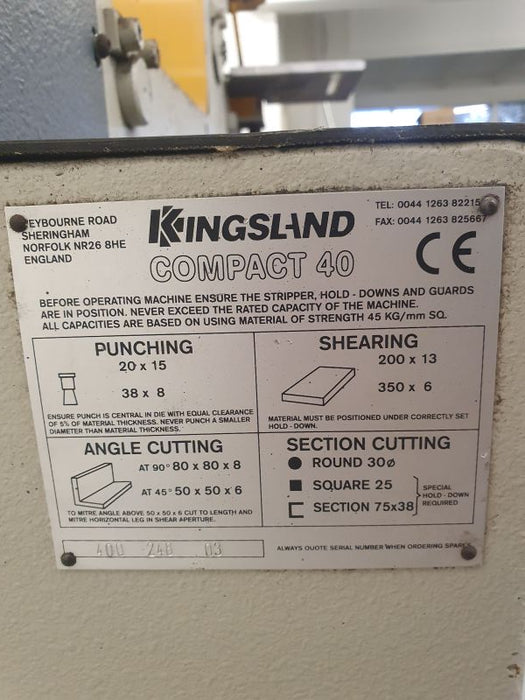 WEYBOURNE ROAD
SHERINGHAM
NORFOLK NR26 8HE
ENGLAND
KINGSLAND
COMPACT 40
TEL: 0044 1263 82215
FAX: 0044 1263 825667
CE
BEFORE OPERATING MACHINE ENSURE THE STRIPPER, HOLD - DOWNS AND GUARDS
ARE IN POSITION. NEVER EXCEED THE RATED CAPACITY OF THE MACHINE.
ALL CAPACITIES ARE BASED ON USING MATERIAL OF STRENGTH 45 KG/mm SQ.
PUNCHING
20 x 15
38 x 8
ENSURE PUNCH IS CENTRAL IN DIE WITH EQUAL CLEARANCE
OF 5% OF MATERIAL THICKNESS. NEVER PUNCH A SMALLER
DIAMETER THAN MATERIAL THICKNESS.
SHEARING
200 x 13
350 x 6
MATERIAL MUST BE POSITIONED UNDER CORRECTLY SET
HOLD - DOWN.
ANGLE CUTTING
AT 90° 80 x 80 x 8
AT 45° 50 x 50 x 6
TO MITRE ANGLE ABOVE 50 x 50 x 6 CUT TO LENGTH AND
MITRE HORIZONTAL LEG IN SHEAR APERTURE.
SECTION CUTTING
ROUND 30ø
SQUARE 25
SECTION 75x38
SPECIAL
HOLD - DOWN
REQUIRED
400 248 03
ALWAYS QUOTE SERIAL NUMBER WHEN ORDERING SPARES